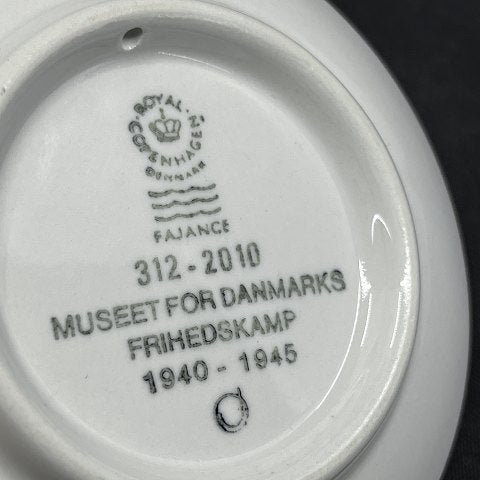 ROYAL
COPENHAGEN
DENMARK
FAJANCE
312-2010
MUSEET FOR DANMARKS
FRIHEDSKAMP
1940 - 1945